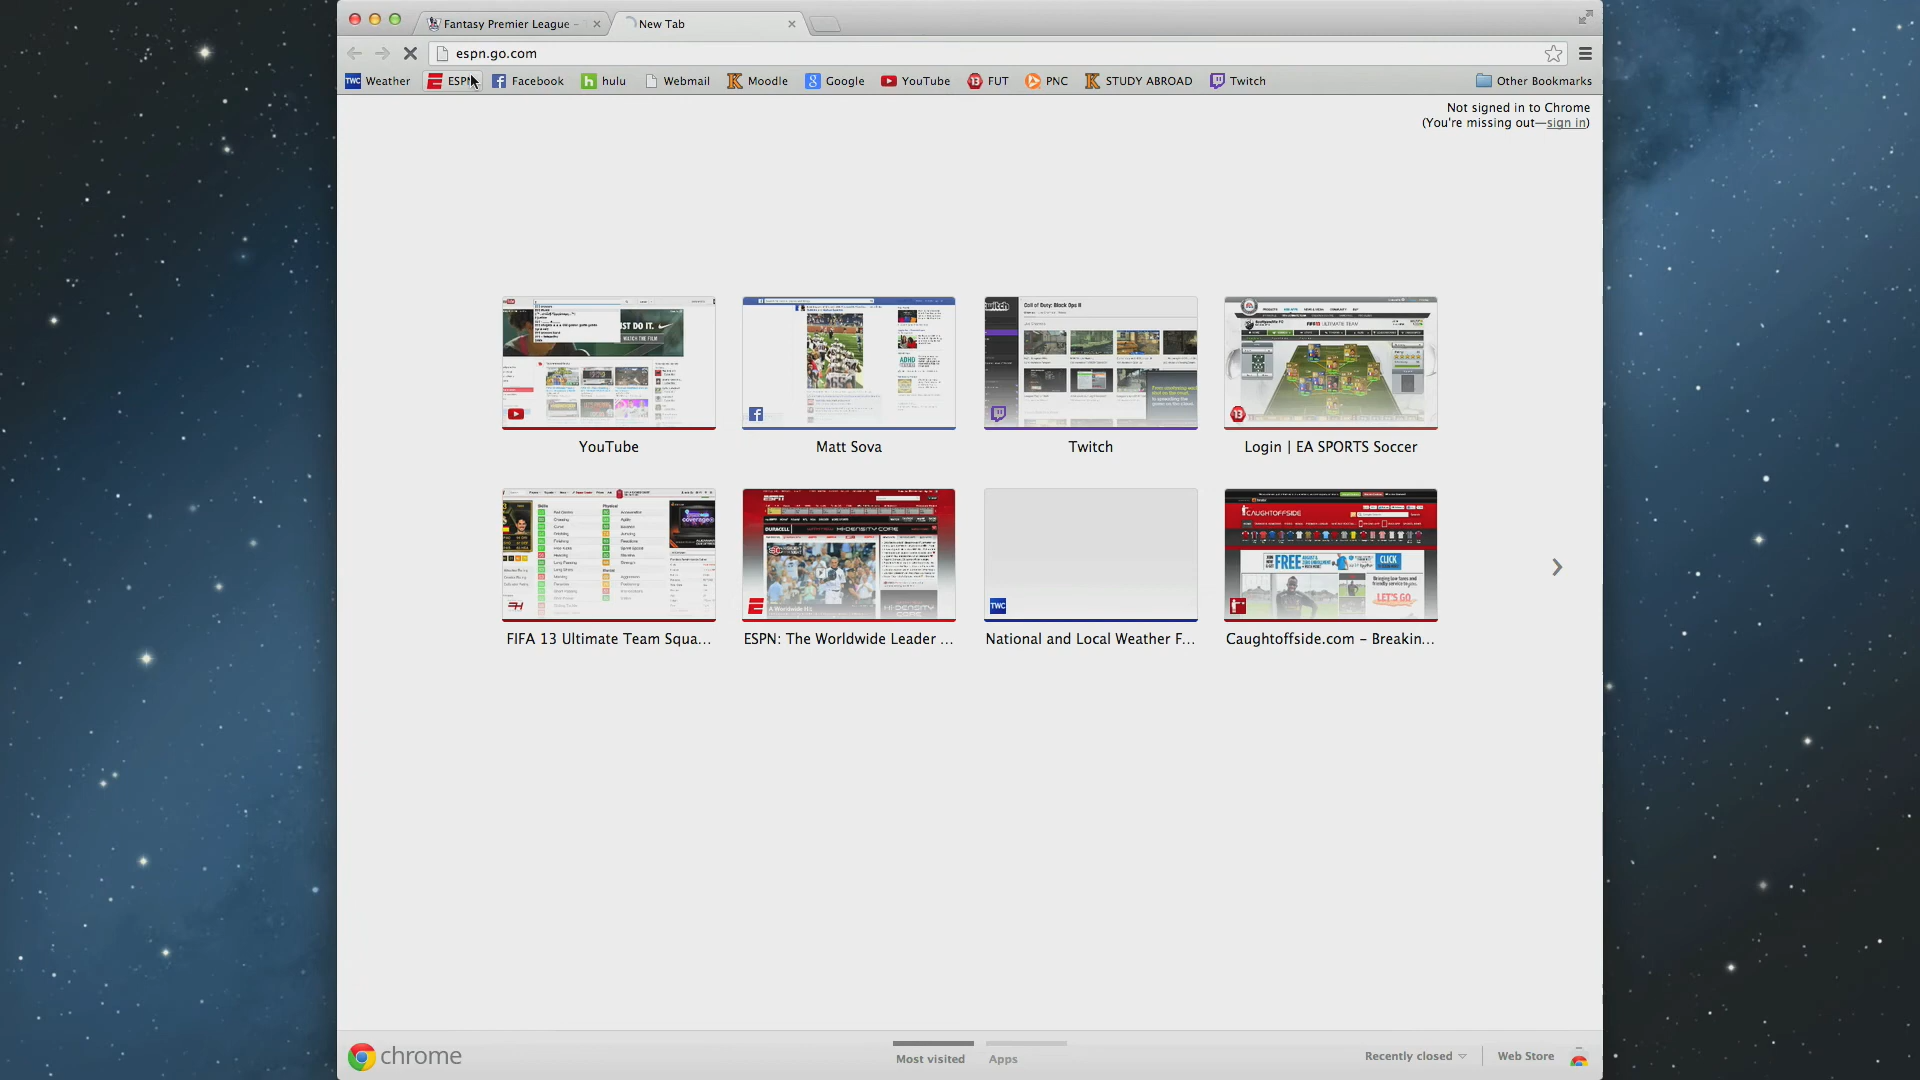 Fantasy Premier League –
New Tab
espn.go.com
Weather
ESPN
Facebook
hulu
Webmail
Moodle
Google
YouTube
FUT
PNC
STUDY ABROAD
Twitch
Other Bookmarks
Not signed in to Chrome
(You're missing out—sign in)
YouTube
Matt Sova
Twitch
Login | EA SPORTS Soccer
FIFA 13 Ultimate Team Squa...
ESPN: The Worldwide Leader ...
National and Local Weather F...
Caughtoffside.com – Breakin...
chrome
Most visited
Apps
Recently closed
Web Store